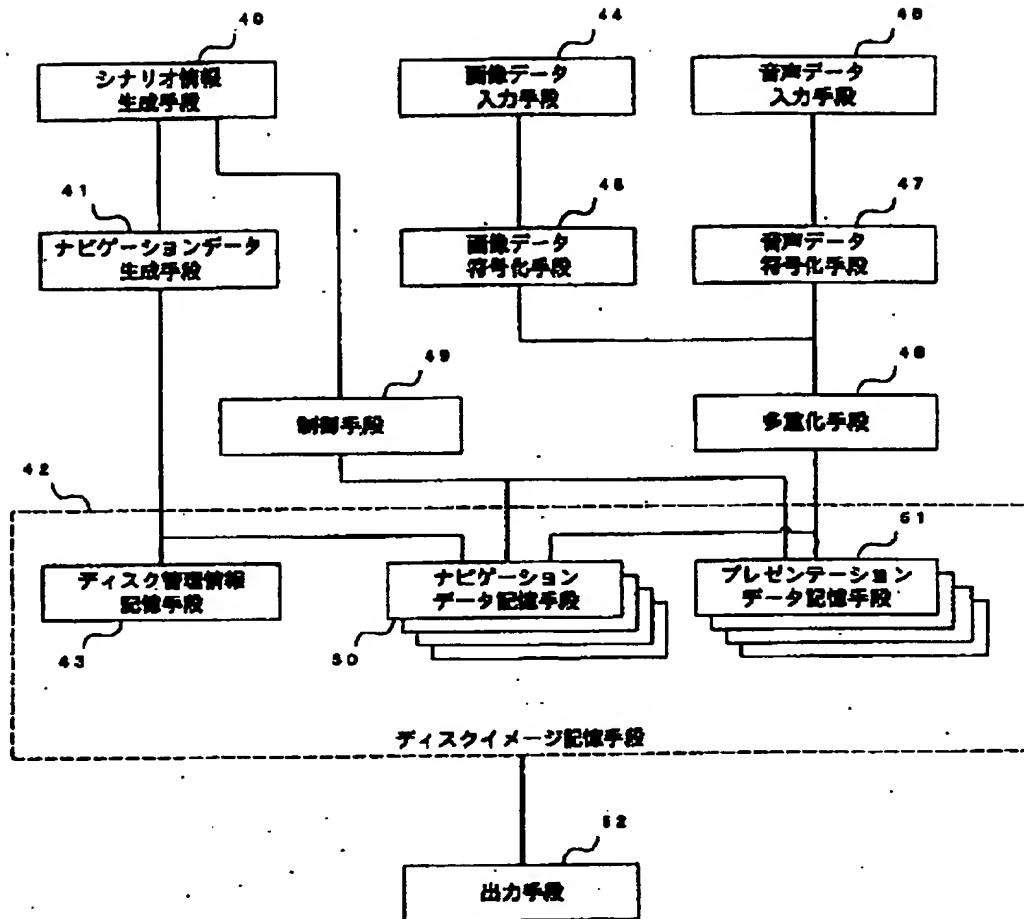 40
44
45
シナリオ情報
生成手段
画像データ
入力手段
音声データ
入力手段
41
46
47
ナビゲーションデータ
生成手段
画像データ
符号化手段
音声データ
符号化手段
49
48
制御手段
多重化手段
42
51
ディスク管理情報
記憶手段
ナビゲーション
データ記憶手段
プレゼンテーション
データ記憶手段
43
50
ディスクイメージ記憶手段
52
出力手段